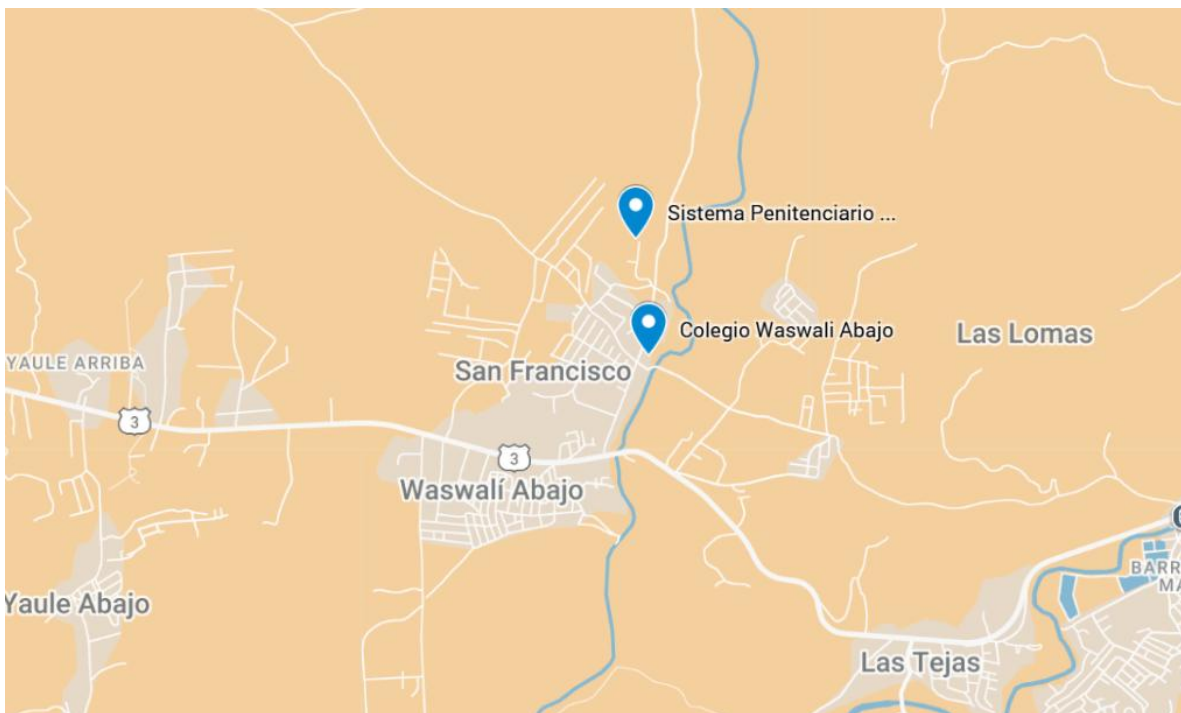 Sistema Penitenciario ...
Colegio Waswali Abajo
Las Lomas
YAULE ARRIBA
San Francisco
3
3
Waswalí Abajo
BARR
MA
Yaule Abajo
Las Tejas